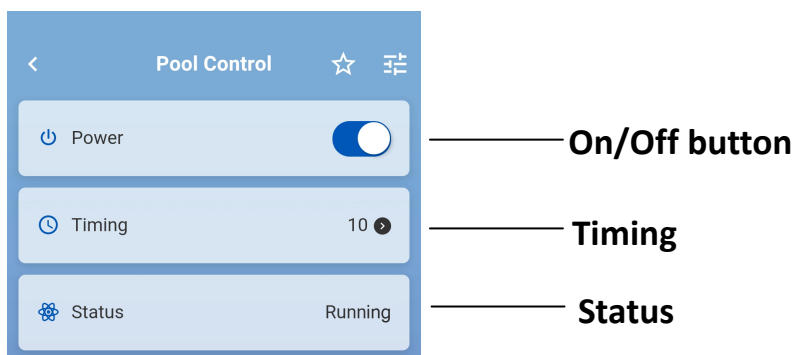 Pool Control
Power
On/Off button
Timing 10
Timing
Status Running
Status